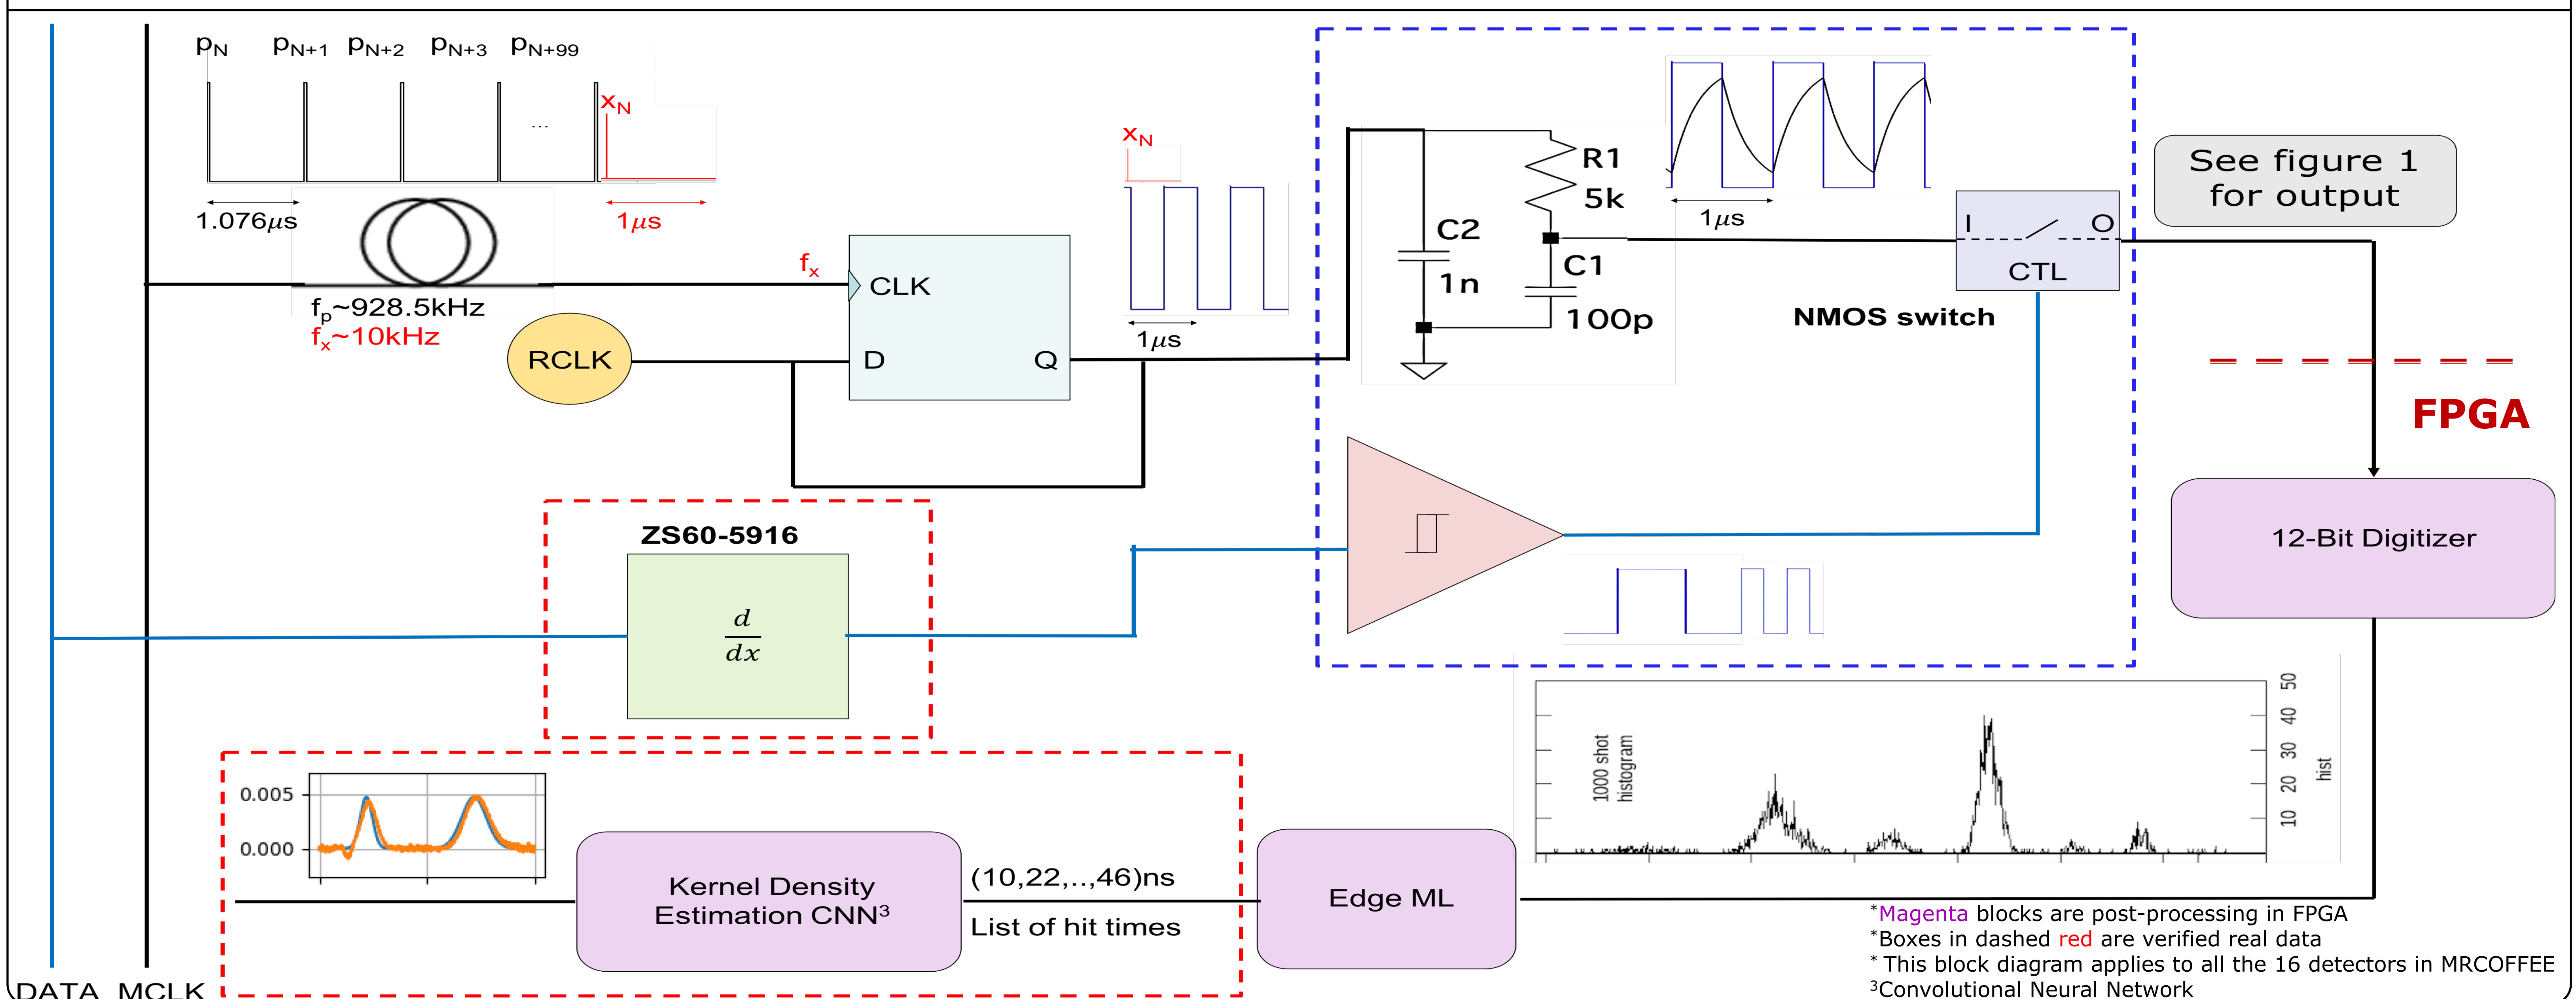 pN pN+1 pN+2 pN+3 pN+99
xN
...
1.076μs
1μs
fp~928.5kHz
fx~10kHz
fx
CLK
RCLK
D
Q
xN
1μs
R1
5k
C2
1n
C1
100p
1μs
I
O
CTL
NMOS switch
See figure 1
for output
FPGA
ZS60-5916
d
dx
12-Bit Digitizer
1000 shot
histogram
50
40
30
20
10
hist
0.005
0.000
Kernel Density
Estimation CNN³
(10,22,..,46)ns
List of hit times
Edge ML
*Magenta blocks are post-processing in FPGA
*Boxes in dashed red are verified real data
* This block diagram applies to all the 16 detectors in MRCOFFEE
³Convolutional Neural Network
DATA MCLK